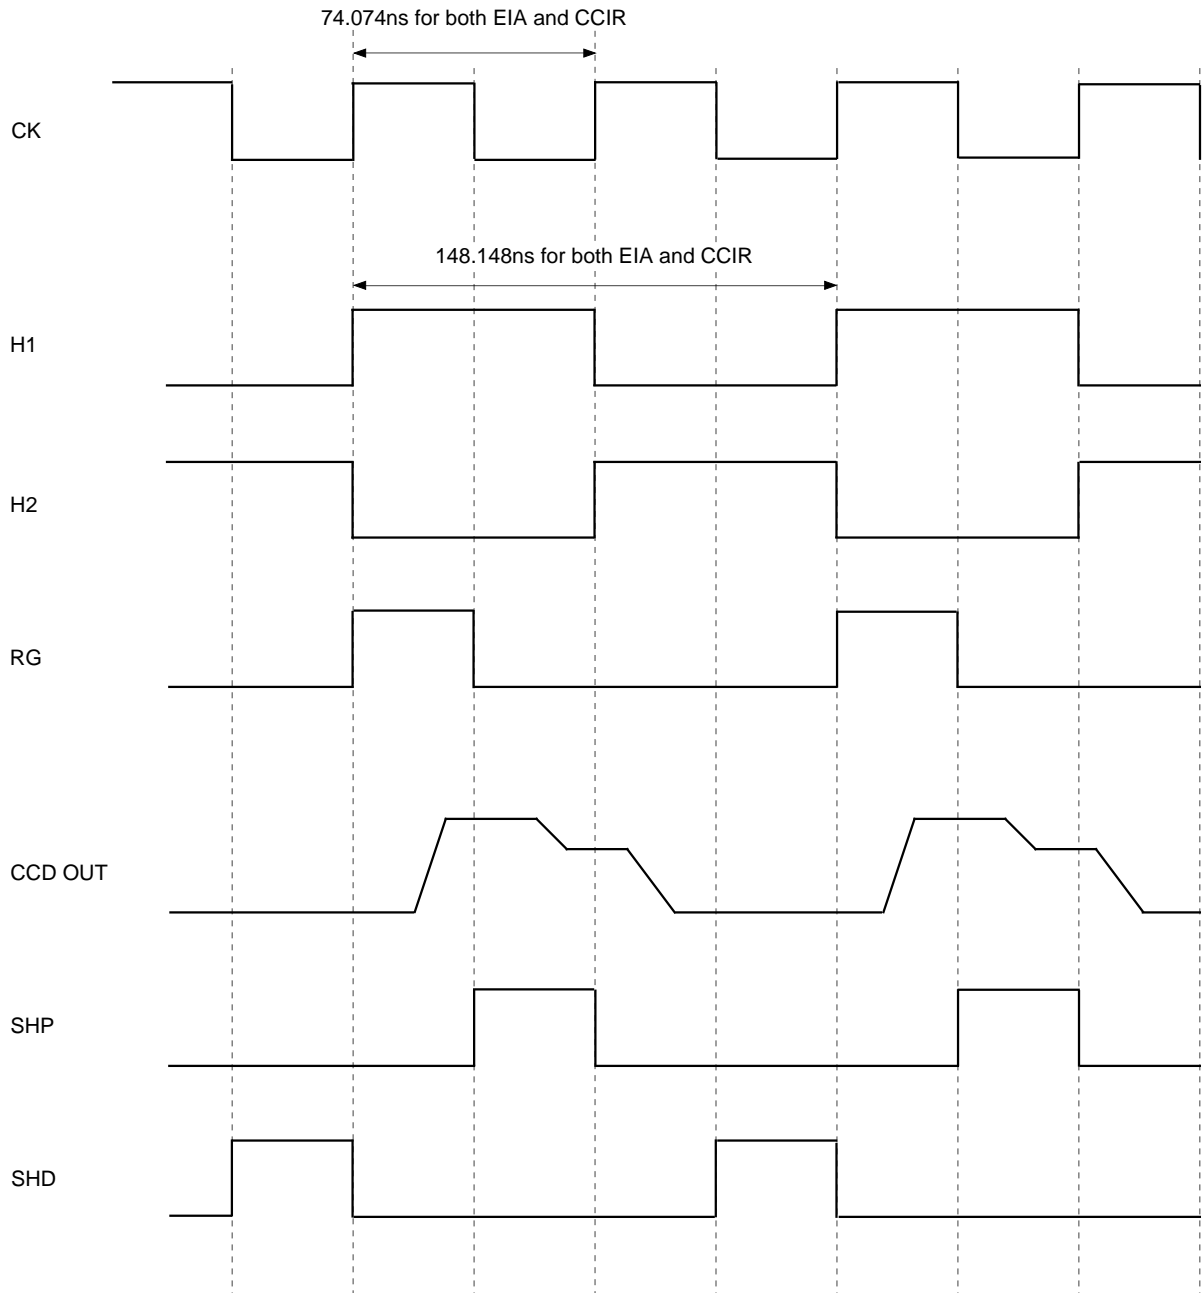 74.074ns for both EIA and CCIR
CK
148.148ns for both EIA and CCIR
H1
H2
RG
CCD OUT
SHP
SHD